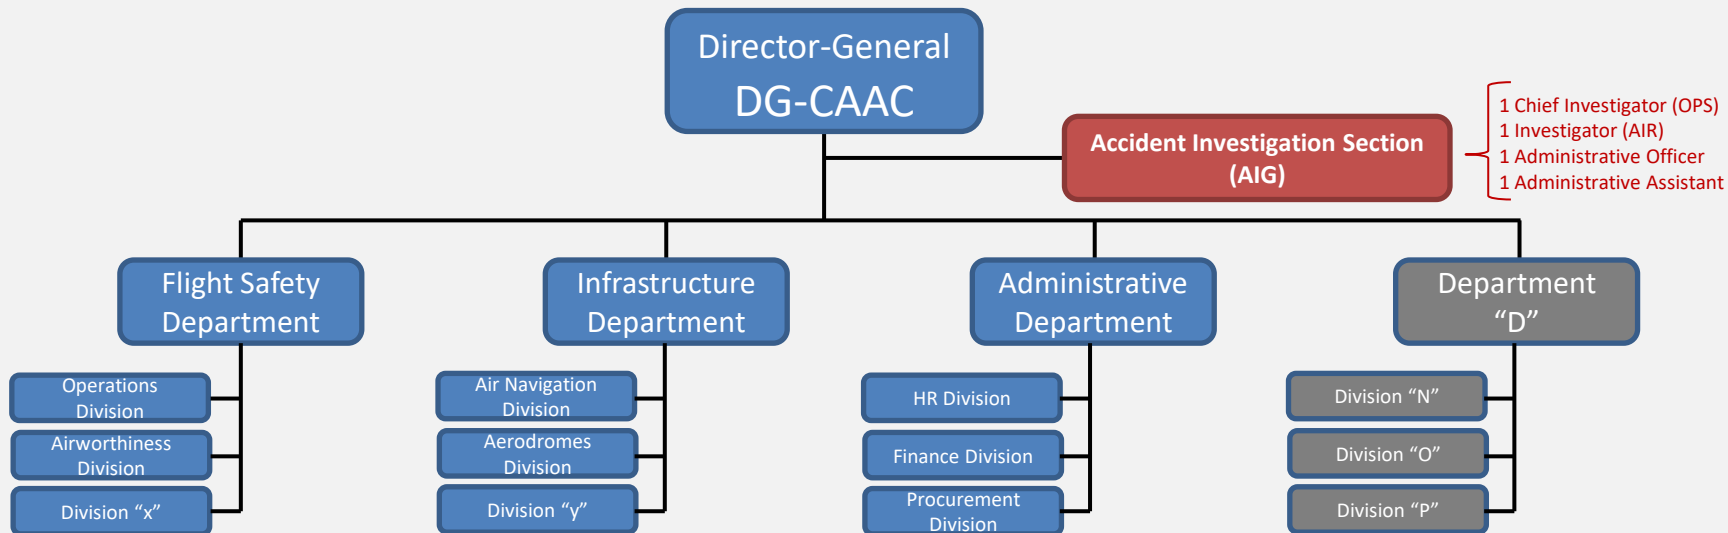 Director-General
DG-CAAC
Accident Investigation Section
(AIG)
1 Chief Investigator (OPS)
1 Investigator (AIR)
1 Administrative Officer
1 Administrative Assistant
Flight Safety
Department
Infrastructure
Department
Administrative
Department
Department
“D”
Operations
Division
Airworthiness
Division
Division “x”
Air Navigation
Division
Aerodromes
Division
Division “y”
HR Division
Finance Division
Procurement
Division
Division “N”
Division “O”
Division “P”